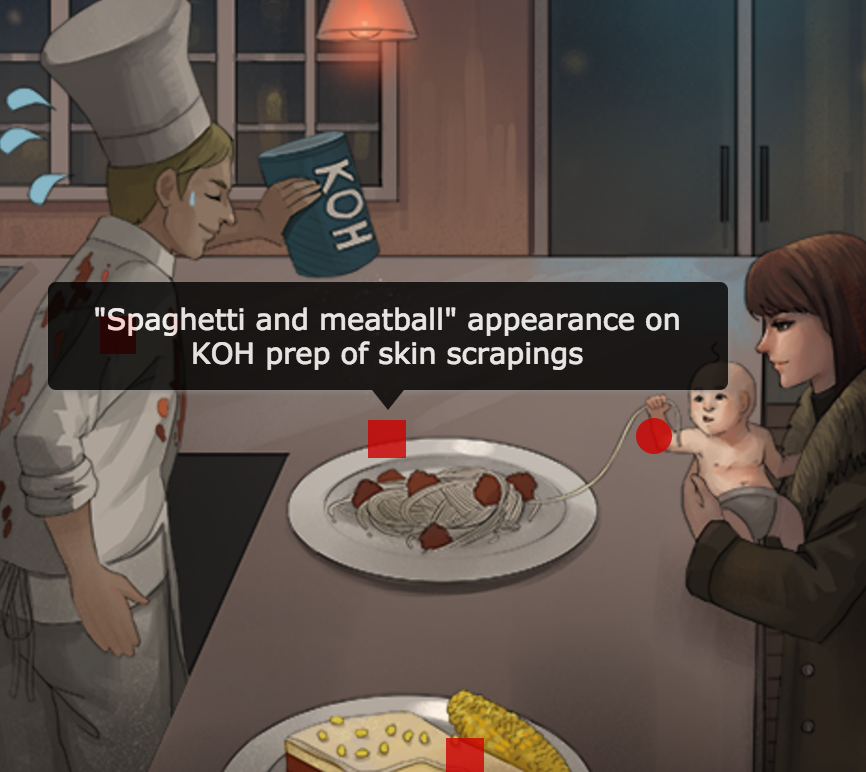 KOH
"Spaghetti and meatball" appearance on
KOH prep of skin scrapings